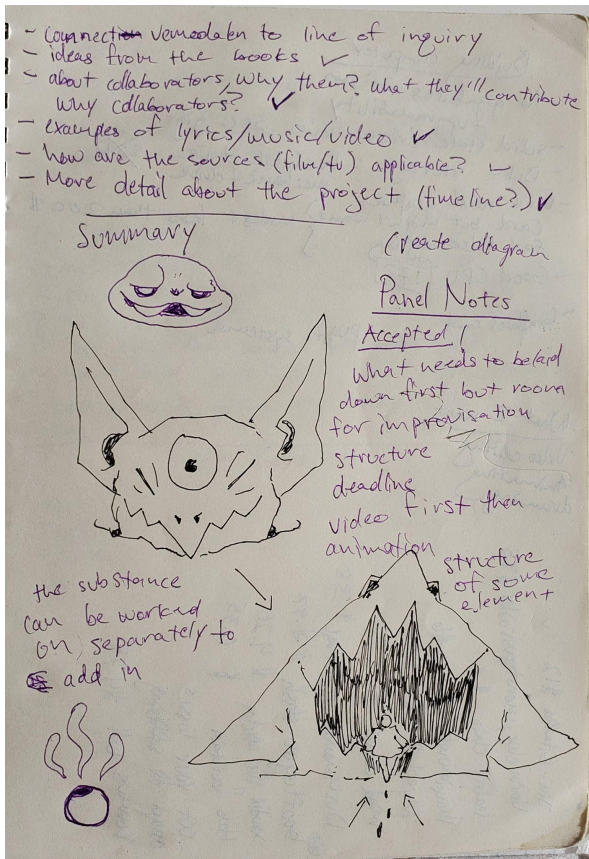 - connection to line of inquiry
- ideas from the books
- about collaborators, why them? what they'll contribute
why collaborators?
- examples of lyrics/music/video
- how are the sources (film/tv) applicable?
- More detail about the project (timeline?)
Summary
Create diagram
Panel Notes
Accepted!
What needs to be laid
down first but room
for improvisation
structure
deadline
video first then
animation
structure
of some
element
the substance
can be worked
on separately to
add in